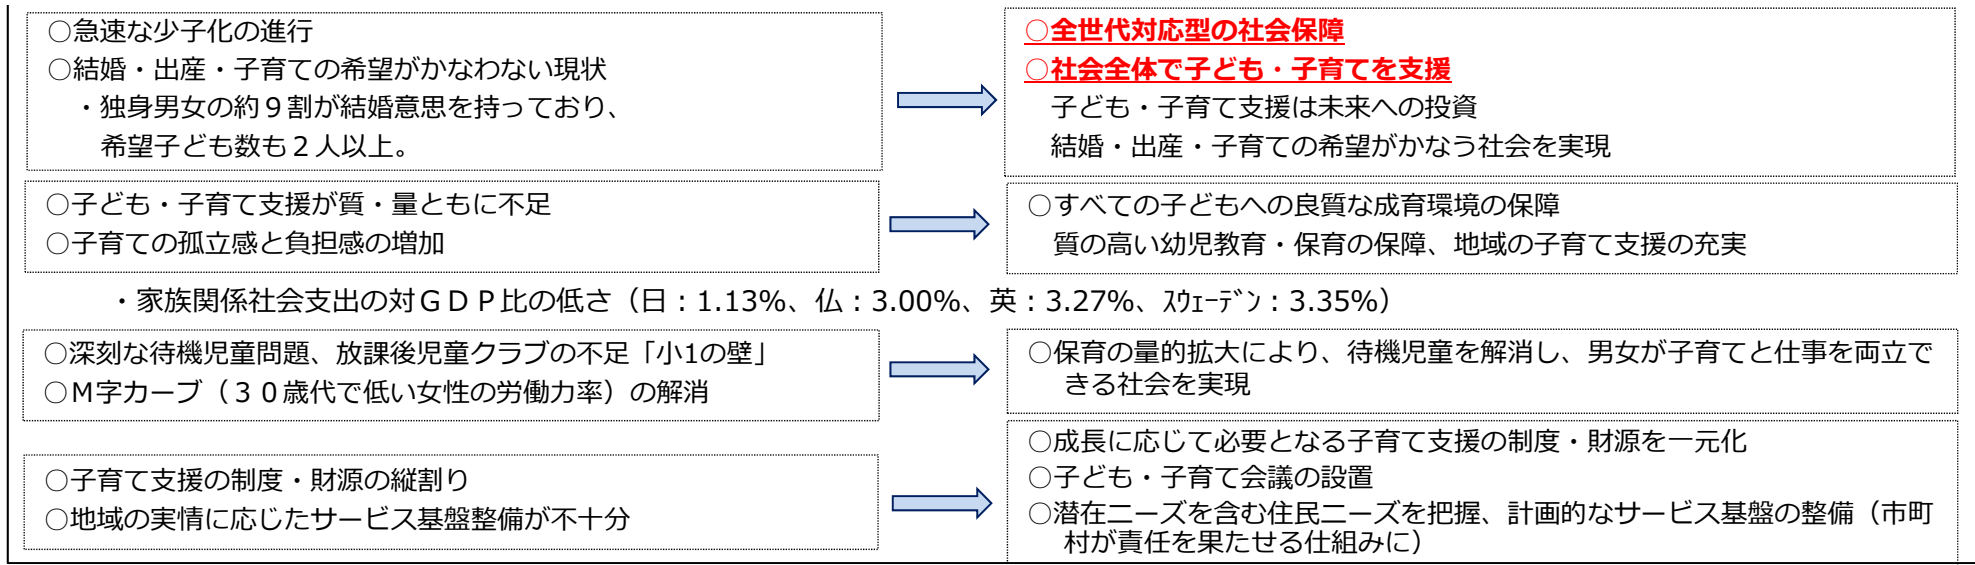 ○急速な少子化の進行
○結婚・出産・子育ての希望がかなわない現状
・独身男女の約９割が結婚意思を持っており、
希望子ども数も２人以上。
○全世代対応型の社会保障
○社会全体で子ども・子育てを支援
子ども・子育て支援は未来への投資
結婚・出産・子育ての希望がかなう社会を実現
○子ども・子育て支援が質・量ともに不足
○子育ての孤立感と負担感の増加
○すべての子どもへの良質な成育環境の保障
質の高い幼児教育・保育の保障、地域の子育て支援の充実
・家族関係社会支出の対ＧＤＰ比の低さ（日：1.13%、仏：3.00%、英：3.27%、ｽｳｪｰﾃﾞﾝ：3.35%）
○深刻な待機児童問題、放課後児童クラブの不足「小1の壁」
○Ｍ字カーブ（３０歳代で低い女性の労働力率）の解消
○保育の量的拡大により、待機児童を解消し、男女が子育てと仕事を両立で
きる社会を実現
○子育て支援の制度・財源の縦割り
○地域の実情に応じたサービス基盤整備が不十分
○成長に応じて必要となる子育て支援の制度・財源を一元化
○子ども・子育て会議の設置
○潜在ニーズを含む住民ニーズを把握、計画的なサービス基盤の整備（市町
村が責任を果たせる仕組みに）